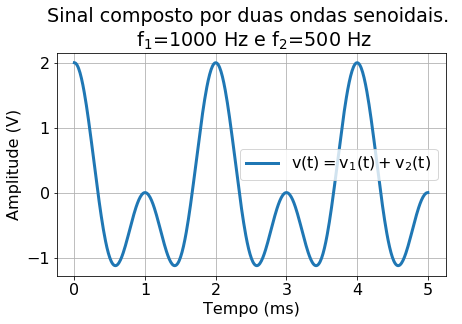 Sinal composto por duas ondas senoidais.
f₁=1000 Hz e f₂=500 Hz
2
1
0
−1
Amplitude (V)
v(t) = v₁(t) + v₂(t)
0 1 2 3 4 5
Tempo (ms)